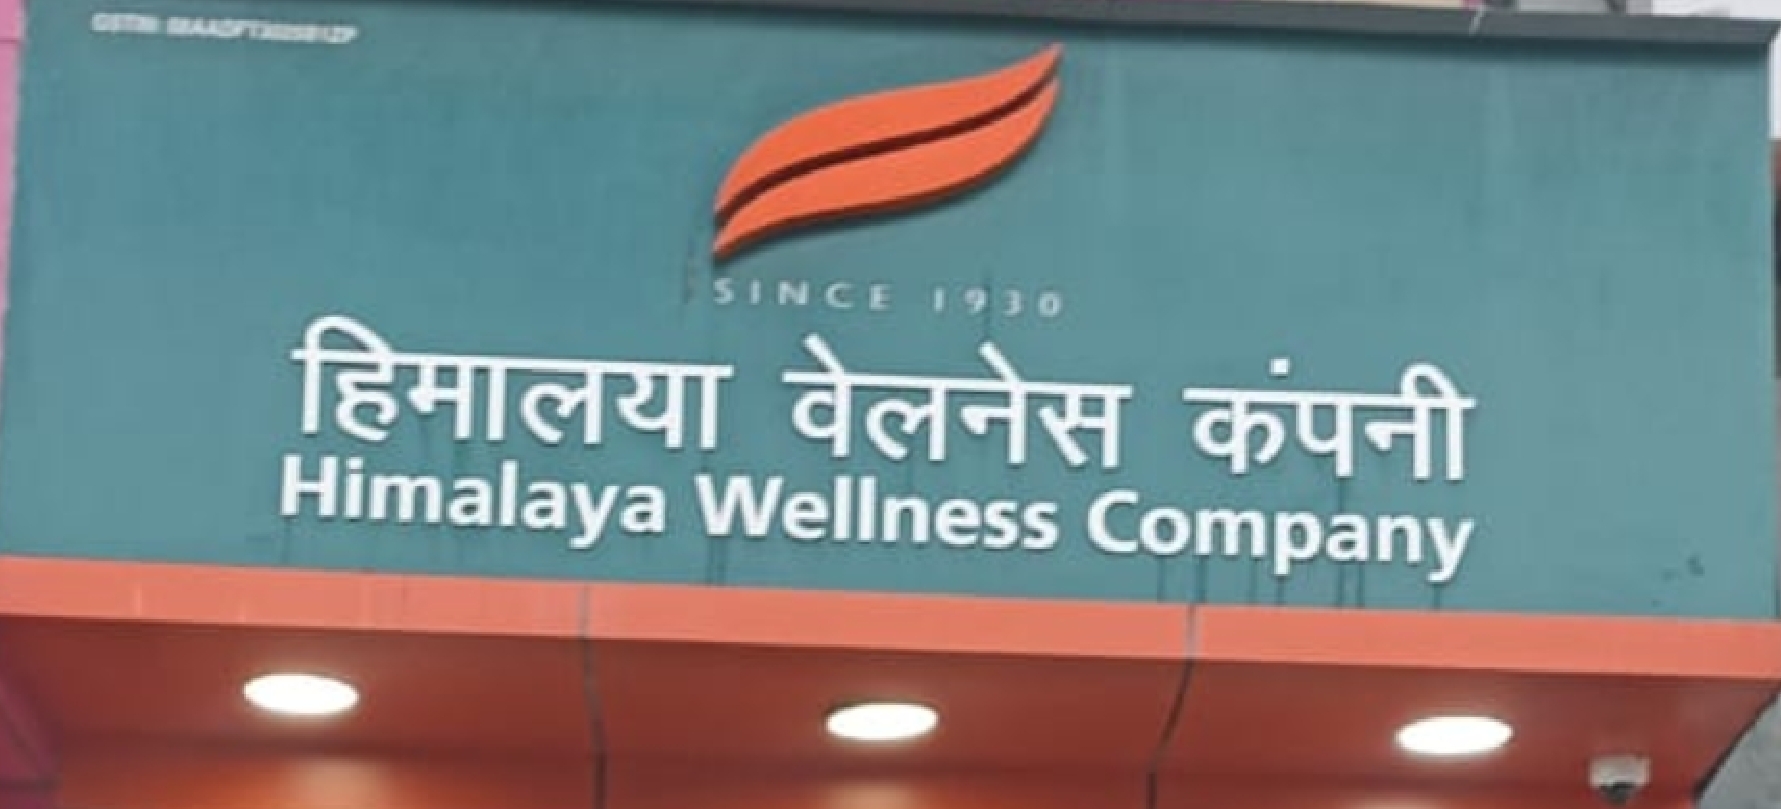 SINCE 1930
हिमालया वेलनेस कंपनी
Himalaya Wellness Company